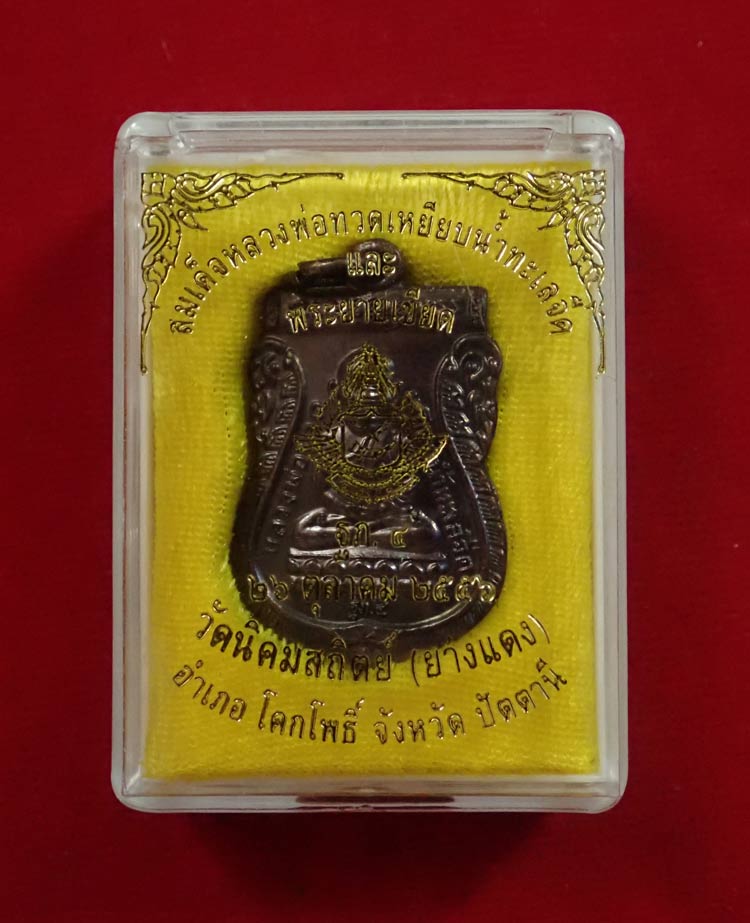 สมเด็จหลวงพ่อทวดเหยียบน้ำทะเลจืด
และ
พระยายเขียด
ฐก. ๔
๒๖ ตุลาคม ๒๕๕๖
วัดนิคมสถิตย์ (ยางแดง)
อำเภอ โคกโพธิ์ จังหวัด ปัตตานี